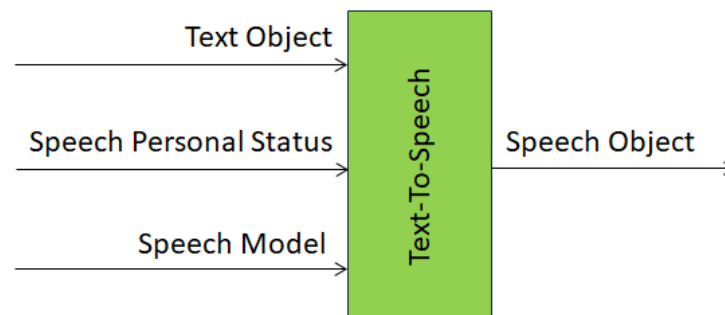 Text Object
Speech Personal Status
Speech Model
Text-To-Speech
Speech Object